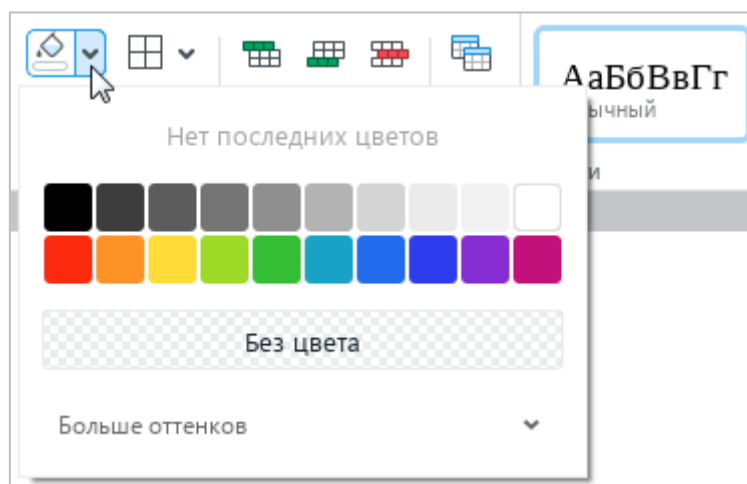 АаБбВвГг
ычный
и
Нет последних цветов
Без цвета
Больше оттенков